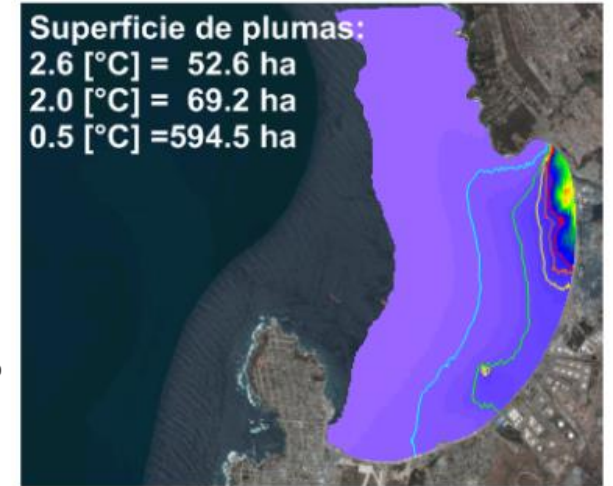 Superficie de plumas:
2.6 [°C] = 52.6 ha
2.0 [°C] = 69.2 ha
0.5 [°C] =594.5 ha